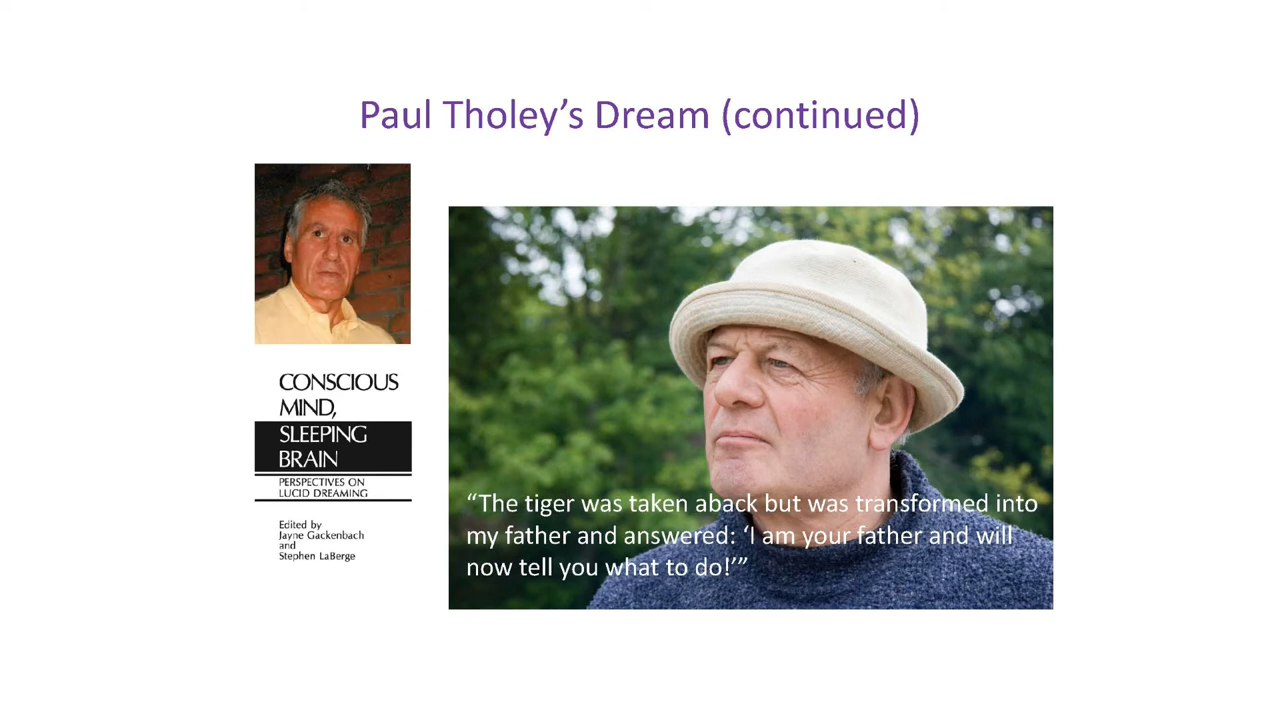 Paul Tholey’s Dream (continued)
CONSCIOUS
MIND,
SLEEPING
BRAIN
PERSPECTIVES ON
LUCID DREAMING
Edited by
Jayne Gackenbach
and
Stephen LaBerge
“The tiger was taken aback but was transformed into
my father and answered: ‘I am your father and will
now tell you what to do!’”